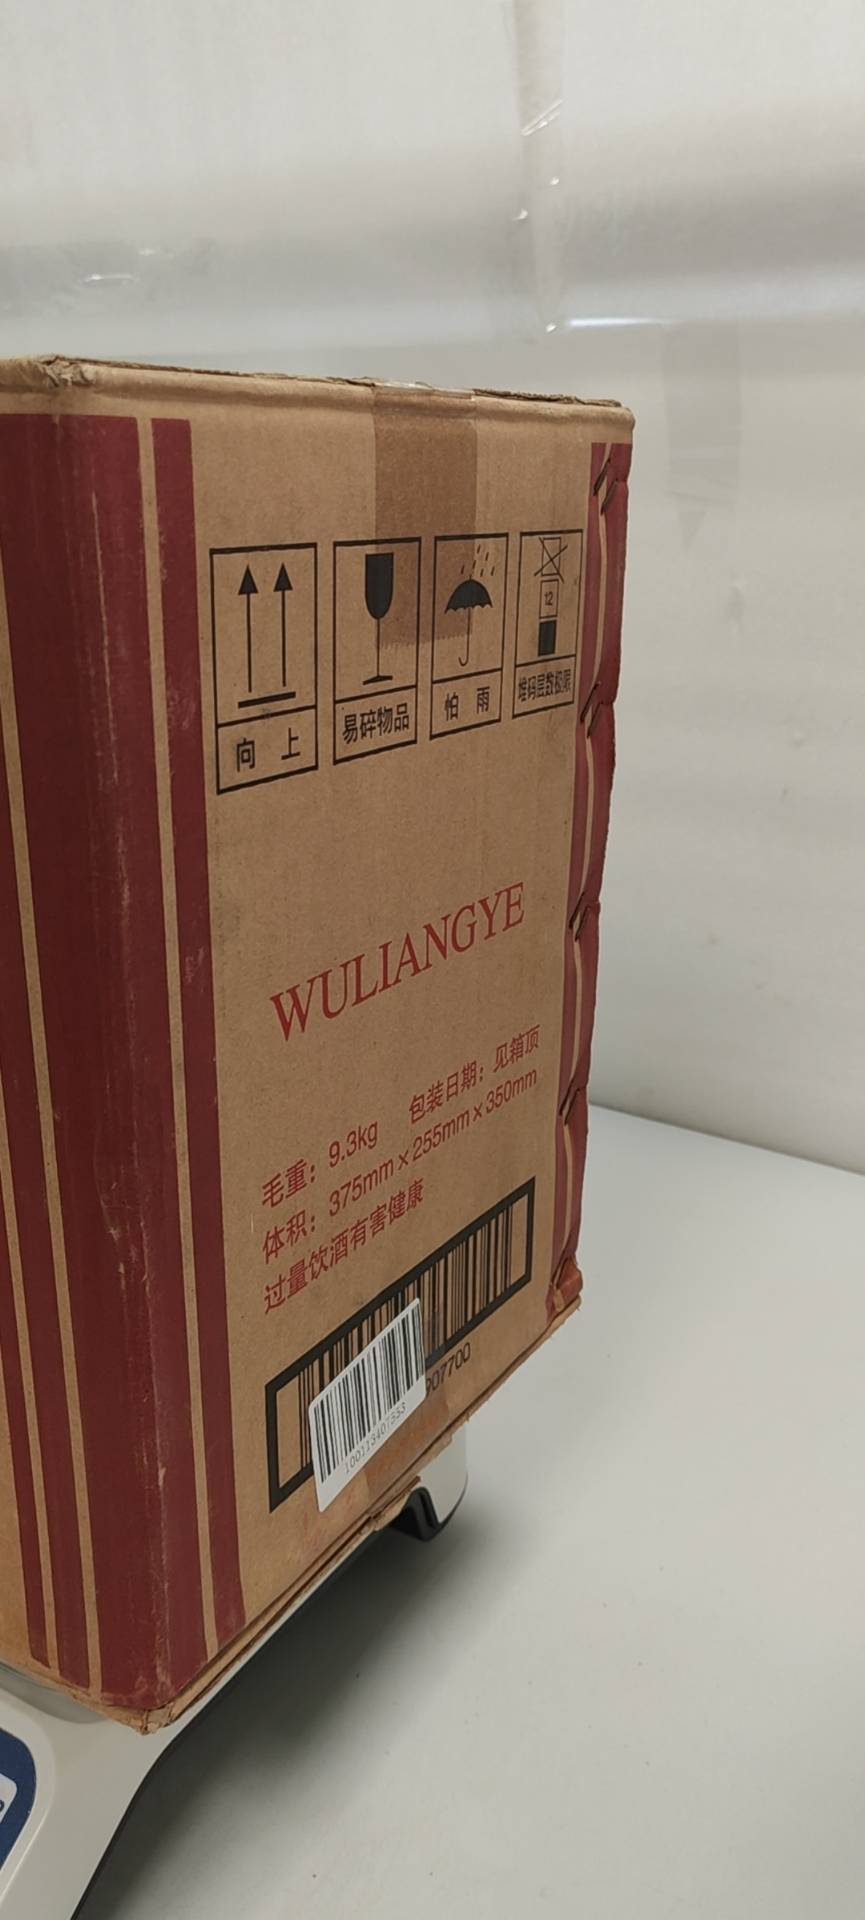 向 上
易碎物品
怕 雨
12
堆码层数极限
WULIANGYE
毛重：9.3kg 包装日期：见箱顶
体积：375mm×255mm×350mm
过量饮酒有害健康
907700
100113407553